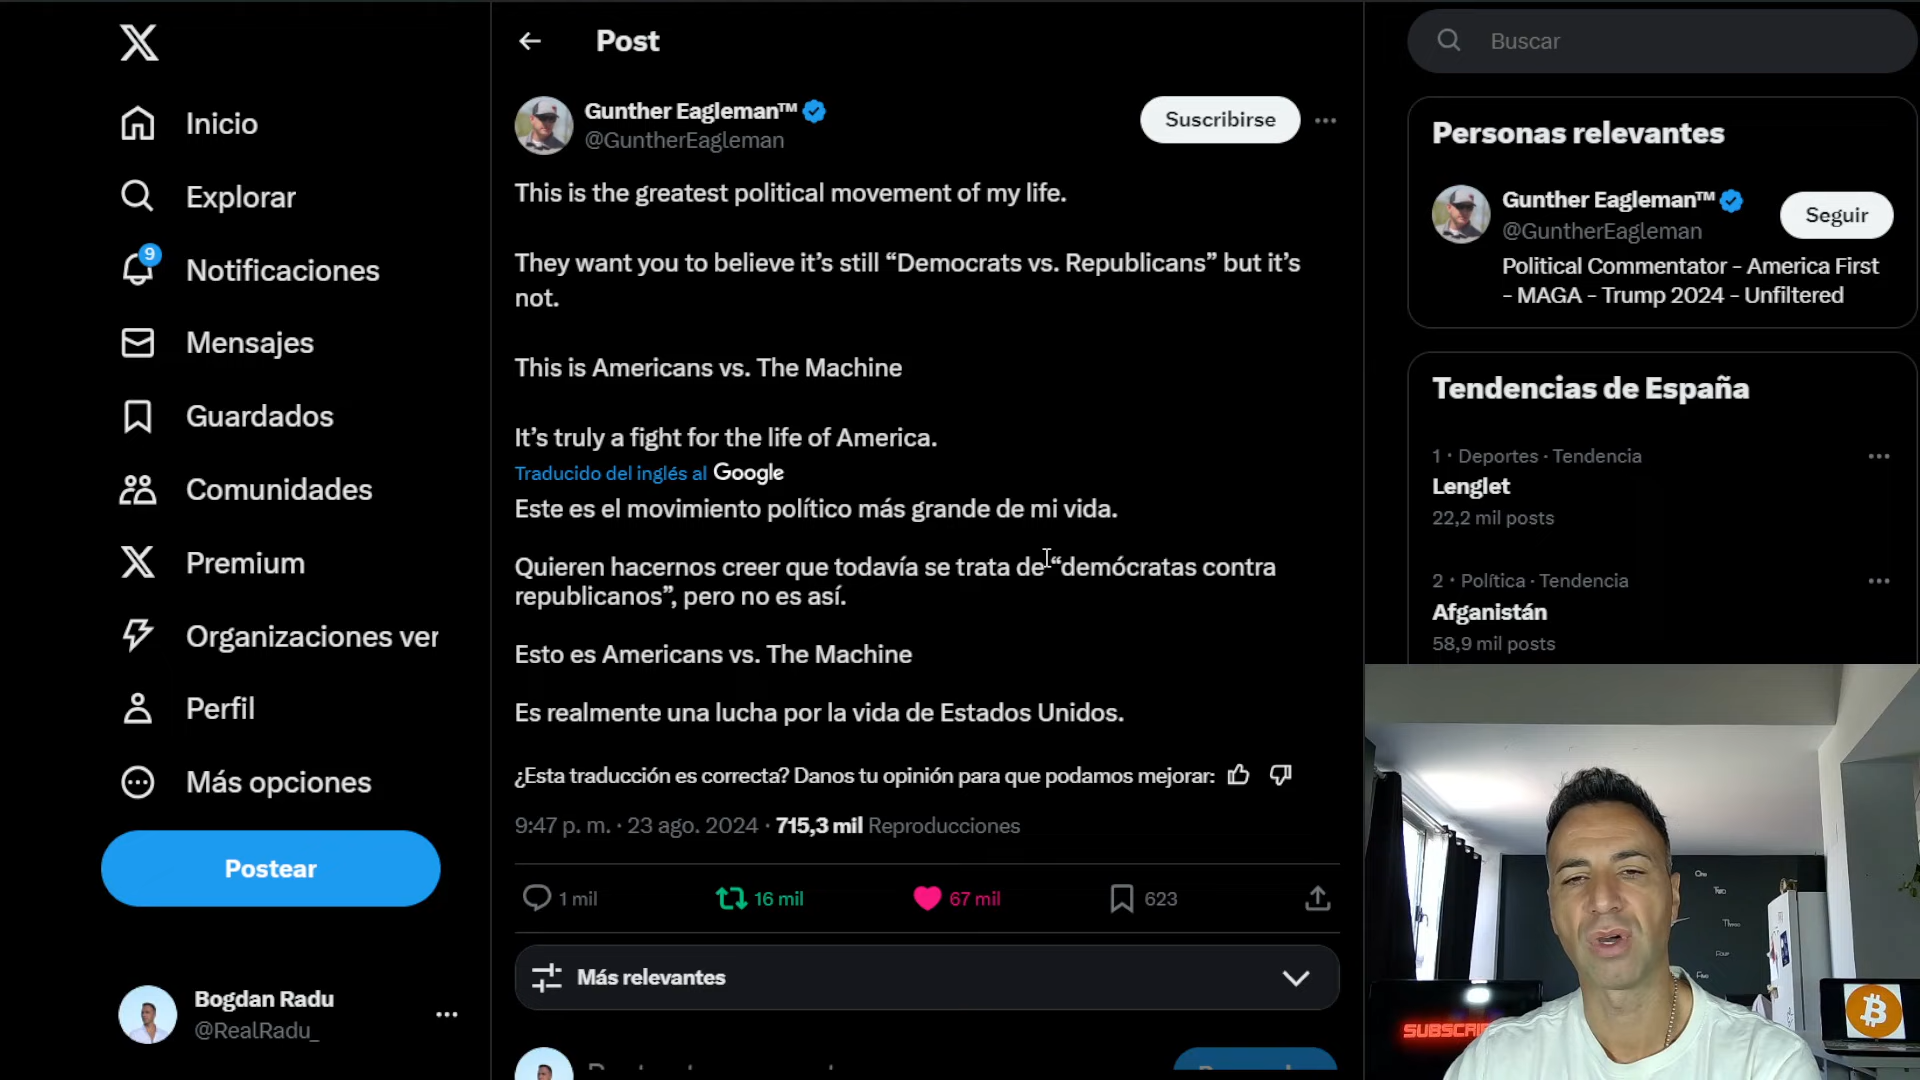 Inicio
Explorar
9
Notificaciones
Mensajes
Guardados
Comunidades
Premium
Organizaciones ver
Perfil
Más opciones
Postear
Bogdan Radu
@RealRadu_
Post
Gunther Eagleman™
@GuntherEagleman
Suscribirse
This is the greatest political movement of my life.
They want you to believe it’s still “Democrats vs. Republicans” but it’s
not.
This is Americans vs. The Machine
It’s truly a fight for the life of America.
Traducido del inglés al Google
Este es el movimiento político más grande de mi vida.
Quieren hacernos creer que todavía se trata de “demócratas contra
republicanos”, pero no es así.
Esto es Americans vs. The Machine
Es realmente una lucha por la vida de Estados Unidos.
¿Esta traducción es correcta? Danos tu opinión para que podamos mejorar:
9:47 p. m. · 23 ago. 2024 · 715,3 mil Reproducciones
1 mil
16 mil
67 mil
623
Más relevantes
Buscar
Personas relevantes
Gunther Eagleman™
@GuntherEagleman
Seguir
Political Commentator - America First
- MAGA - Trump 2024 - Unfiltered
Tendencias de España
1 · Deportes · Tendencia
Lenglet
22,2 mil posts
2 · Política · Tendencia
Afganistán
58,9 mil posts
One
Two
Three
Four
Five